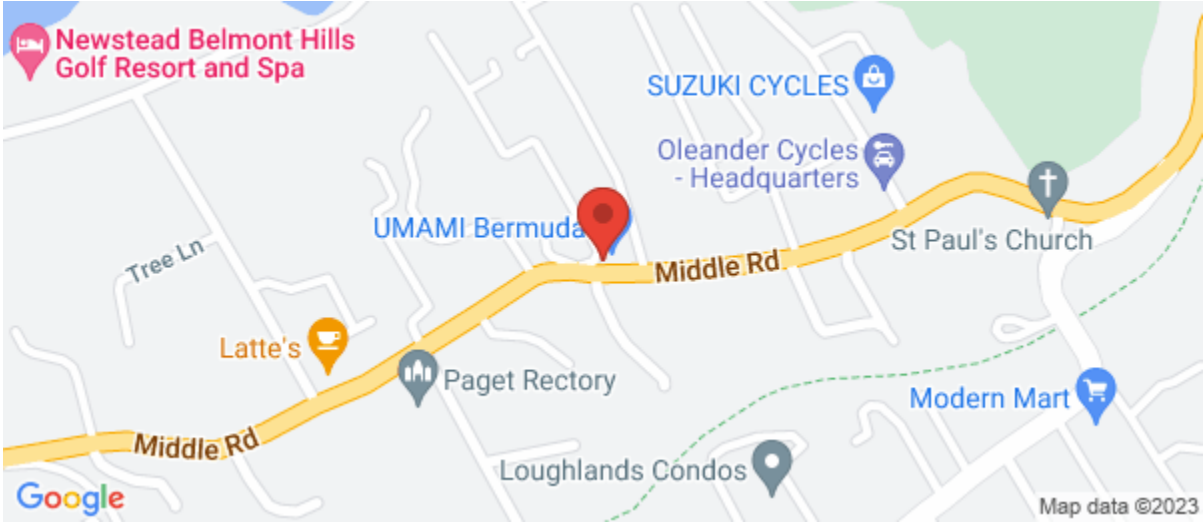 Newstead Belmont Hills
Golf Resort and Spa
SUZUKI CYCLES
Oleander Cycles
- Headquarters
UMAMI Bermuda
St Paul's Church
Tree Ln
Middle Rd
Latte's
Paget Rectory
Modern Mart
Middle Rd
Loughlands Condos
Google
Map data ©2023